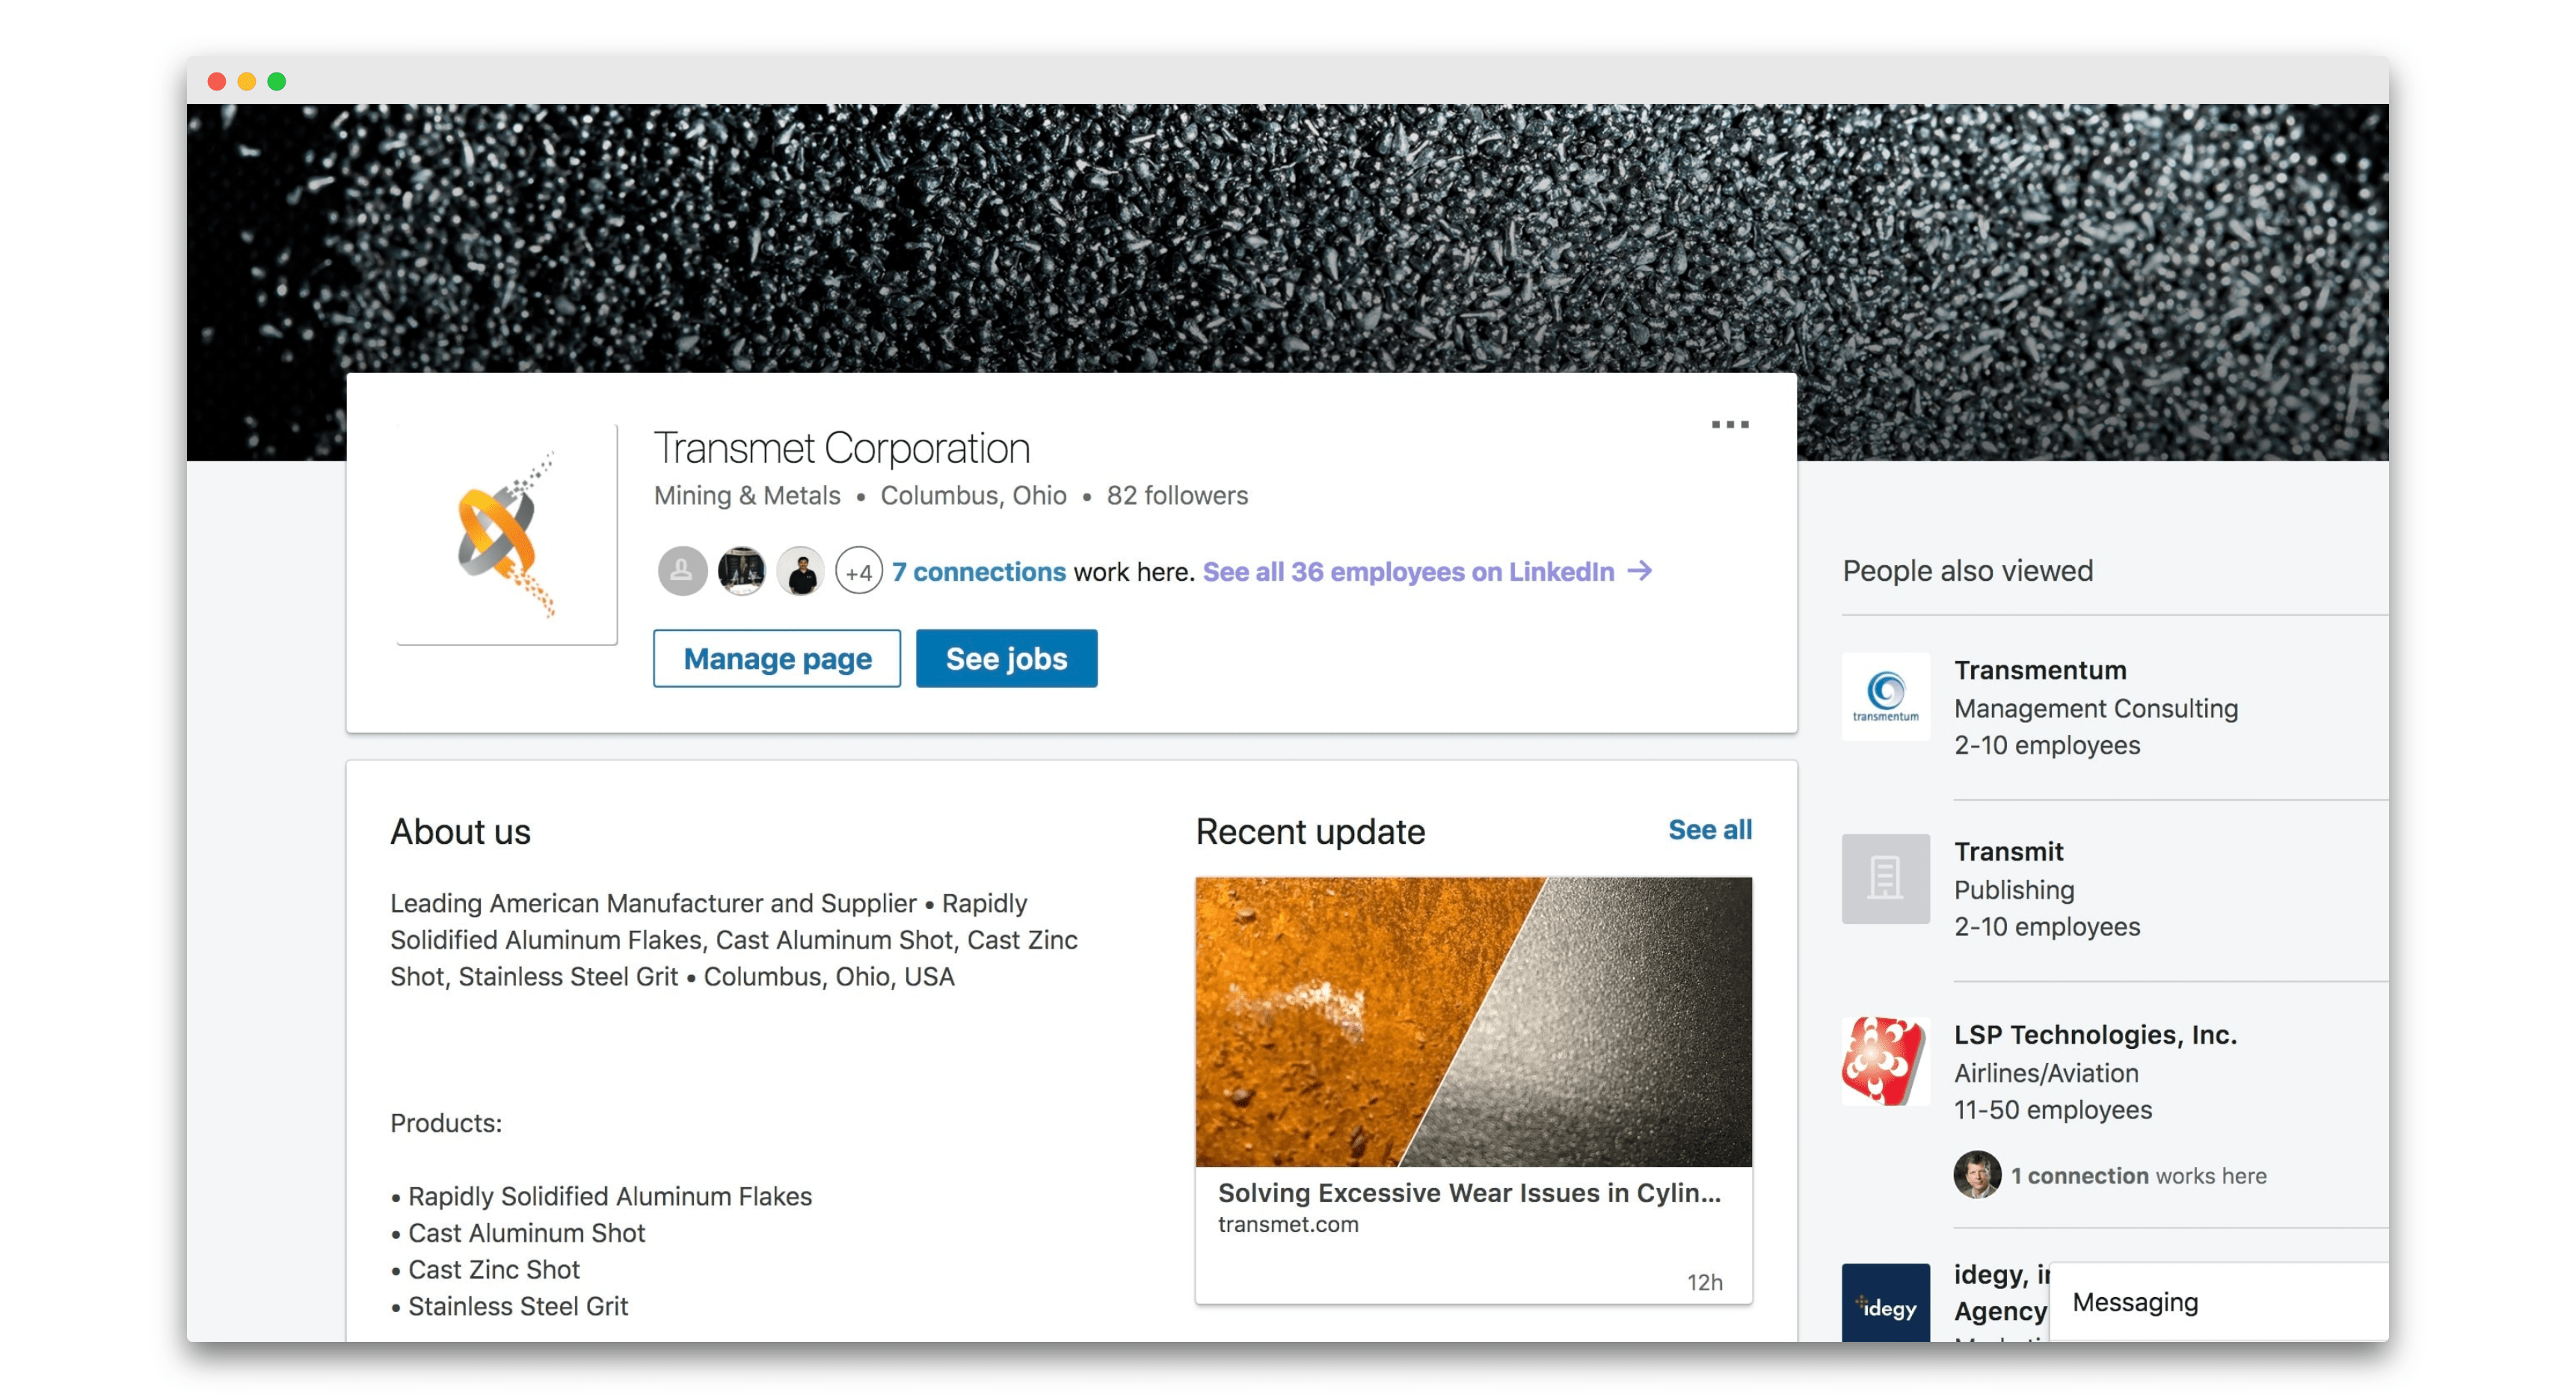 Transmet Corporation
Mining & Metals • Columbus, Ohio • 82 followers
+4 7 connections work here. See all 36 employees on LinkedIn →
Manage page See jobs
About us
Leading American Manufacturer and Supplier • Rapidly
Solidified Aluminum Flakes, Cast Aluminum Shot, Cast Zinc
Shot, Stainless Steel Grit • Columbus, Ohio, USA
Products:
• Rapidly Solidified Aluminum Flakes
• Cast Aluminum Shot
• Cast Zinc Shot
• Stainless Steel Grit
Recent update See all
Solving Excessive Wear Issues in Cylin...
transmet.com
12h
People also viewed
transmentum
Transmentum
Management Consulting
2-10 employees
Transmit
Publishing
2-10 employees
LSP Technologies, Inc.
Airlines/Aviation
11-50 employees
1 connection works here
idegy
idegy,
Agency
Messaging